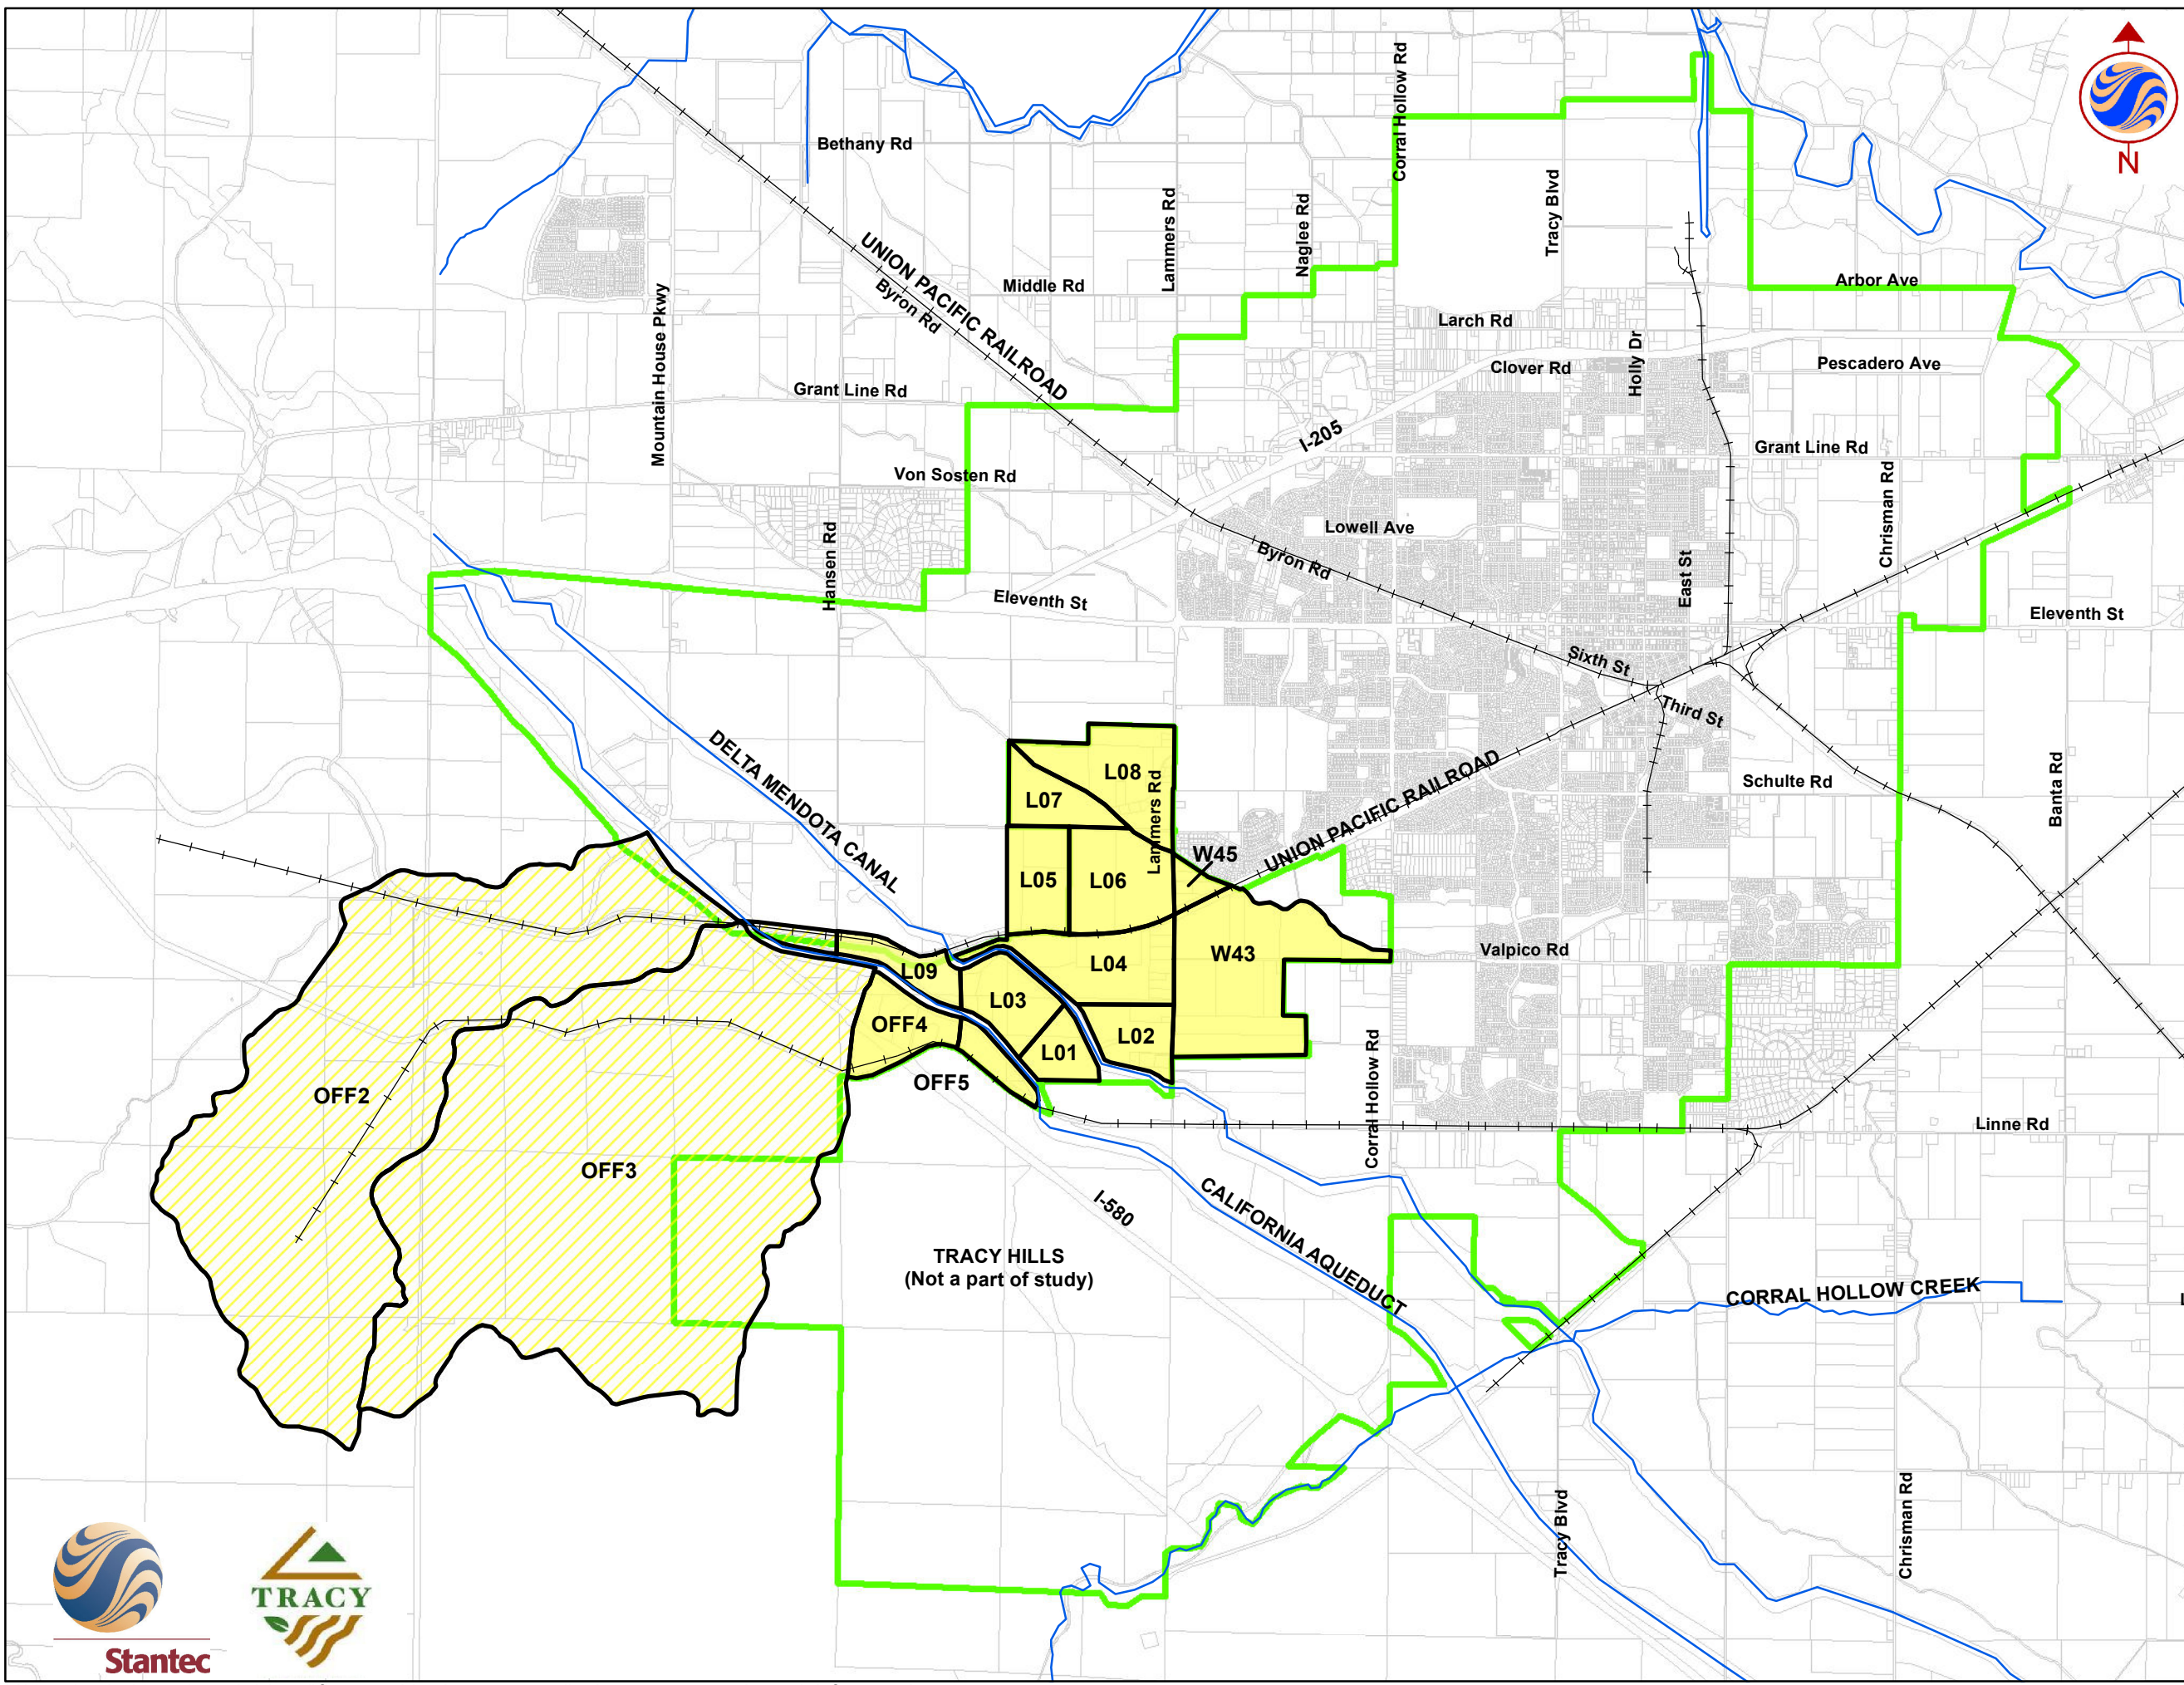 Corral Hollow Rd
N
Bethany Rd
Tracy Blvd
Lammers Rd
Naglee Rd
UNION PACIFIC RAILROAD
Byron Rd
Middle Rd
Arbor Ave
Mountain House Pkwy
Larch Rd
Holly Dr
Clover Rd
Pescadero Ave
Grant Line Rd
I-205
Grant Line Rd
Von Sosten Rd
Chrisman Rd
Lowell Ave
Hansen Rd
Byron Rd
East St
Eleventh St
Eleventh St
Sixth St
Third St
DELTA MENDOTA CANAL
L08
Lammers Rd
L07
UNION PACIFIC RAILROAD
Schulte Rd
Banta Rd
W45
L05
L06
W43
Valpico Rd
L04
L09
L03
OFF4
L02
L01
OFF5
OFF2
Corral Hollow Rd
Linne Rd
OFF3
I-580
CALIFORNIA AQUEDUCT
TRACY HILLS
(Not a part of study)
CORRAL HOLLOW CREEK
Tracy Blvd
Chrisman Rd
TRACY
Stantec